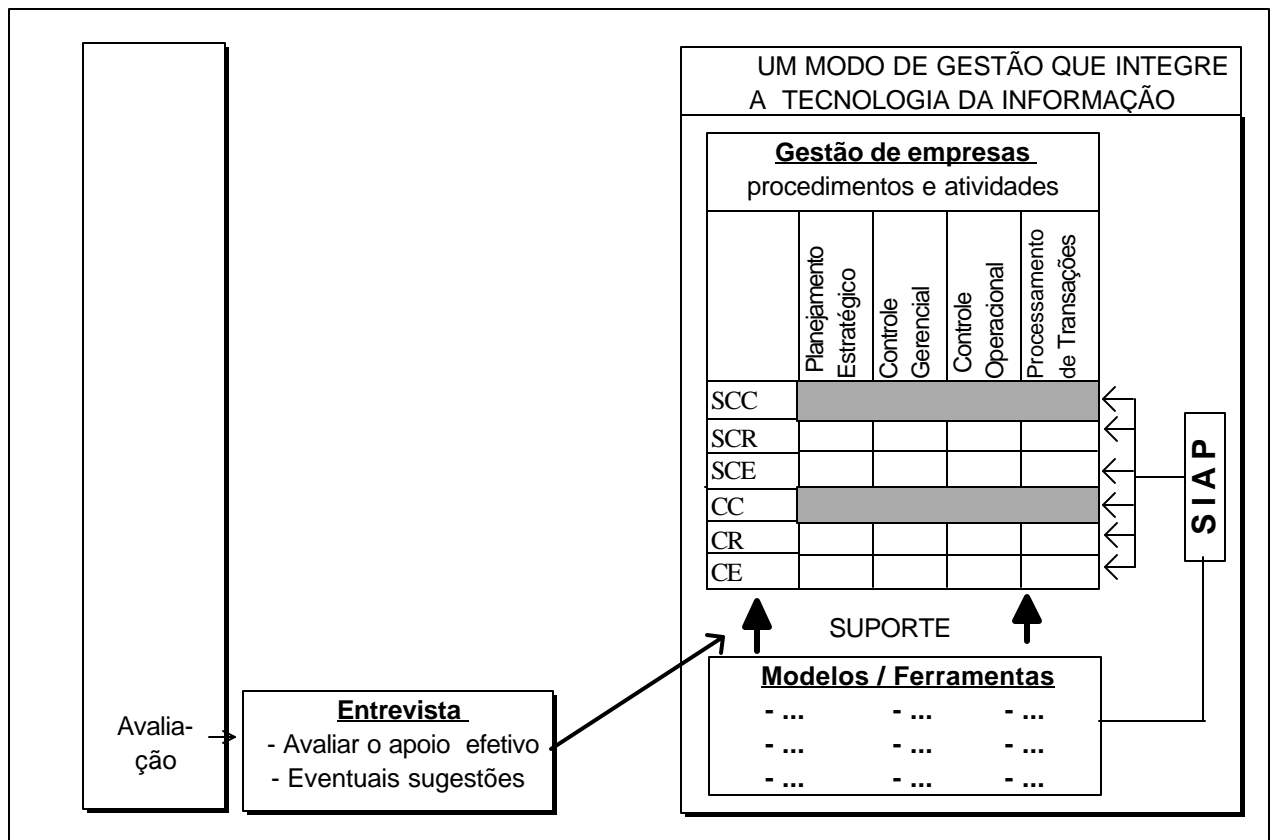 UM MODO DE GESTÃO QUE INTEGRE
A TECNOLOGIA DA INFORMAÇÃO
Gestão de empresas
procedimentos e atividades
Planejamento
Estratégico
Controle
Gerencial
Controle
Operacional
Processamento
de Transações
SCC
SCR
SCE
CC
CR
CE
SIAP
SUPORTE
Modelos / Ferramentas
- ... - ... - ...
- ... - ... - ...
- ... - ... - ...
Avalia-
ção
Entrevista
- Avaliar o apoio efetivo
- Eventuais sugestões